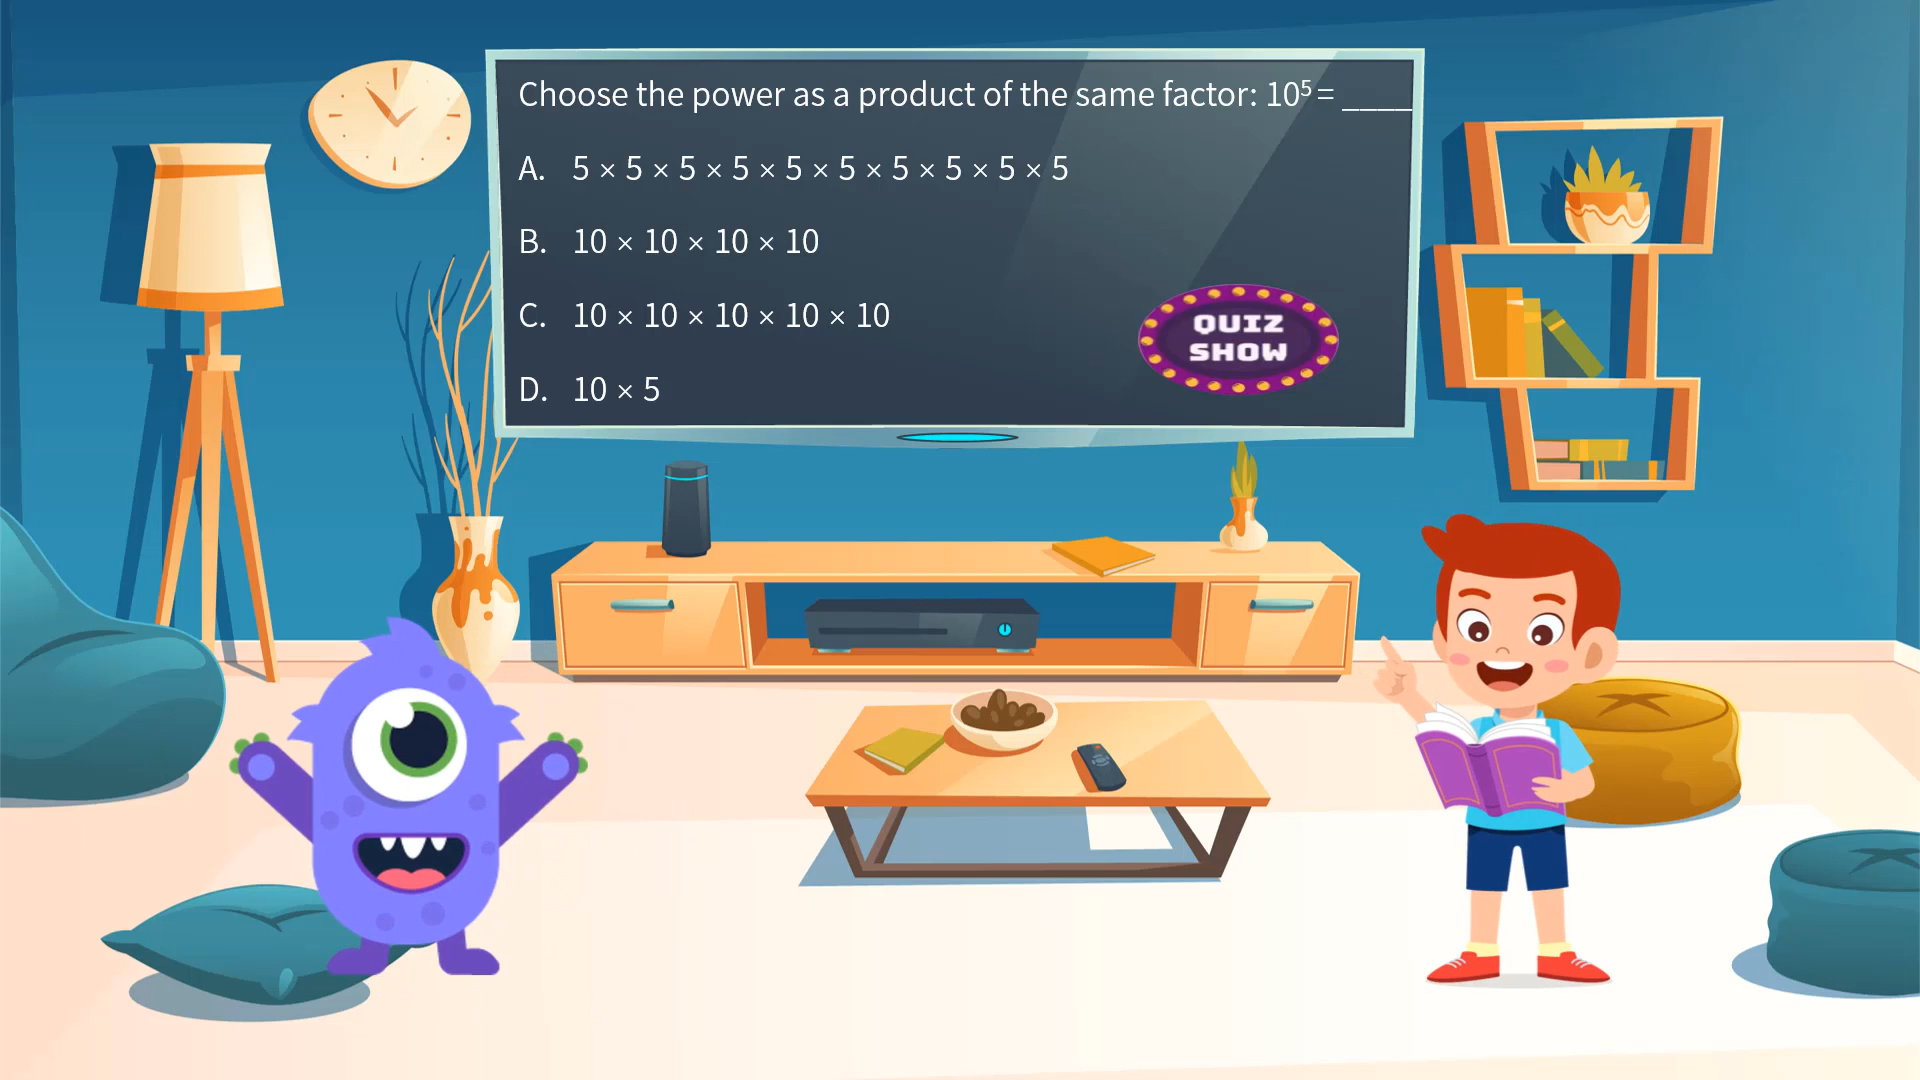 Choose the power as a product of the same factor: 10⁵ = ____
A. 5 × 5 × 5 × 5 × 5 × 5 × 5 × 5 × 5 × 5
B. 10 × 10 × 10 × 10
C. 10 × 10 × 10 × 10 × 10
D. 10 × 5
QUIZ
SHOW